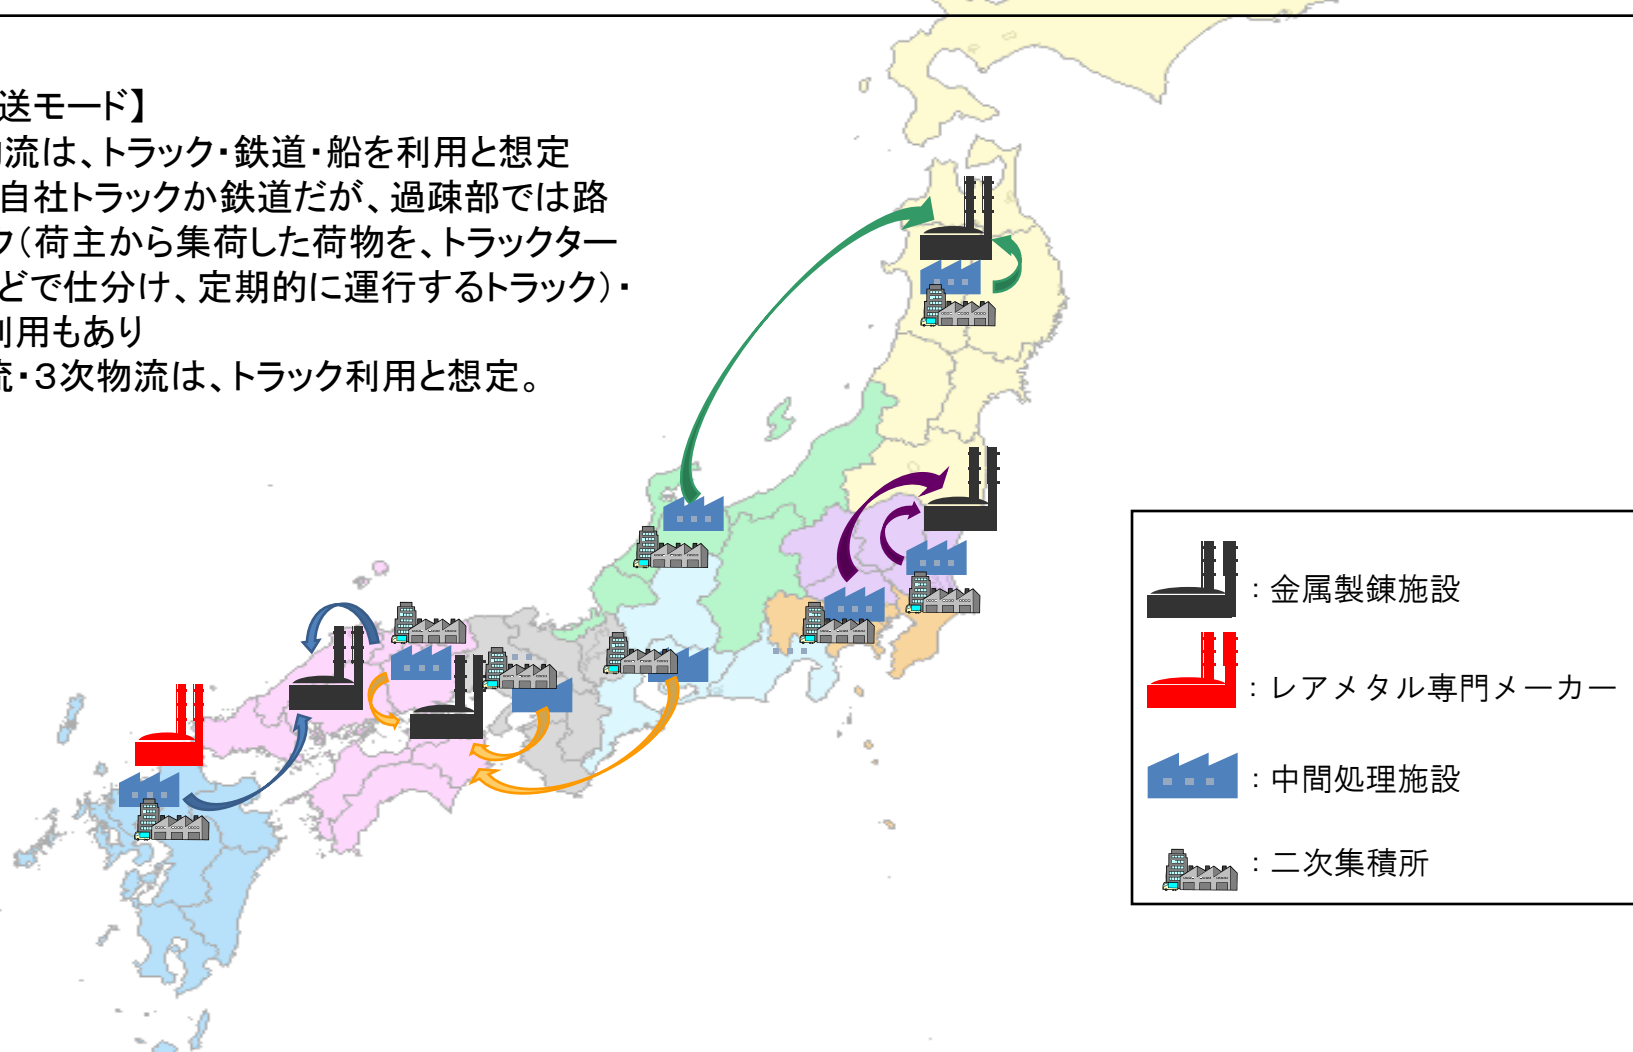 送モード】
流は、トラック・鉄道・船を利用と想定
自社トラックか鉄道だが、過疎部では路
ク（荷主から集荷した荷物を、トラックター
どで仕分け、定期的に運行するトラック）・
利用もあり
流・３次物流は、トラック利用と想定。
：金属製錬施設
：レアメタル専門メーカー
：中間処理施設
：二次集積所